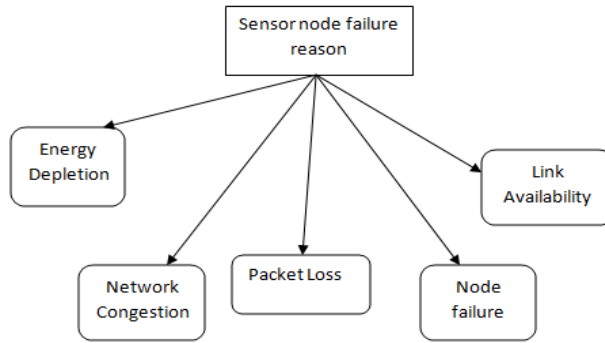 Sensor node failure
reason
Energy
Depletion
Link
Availability
Network
Congestion
Packet Loss
Node
failure